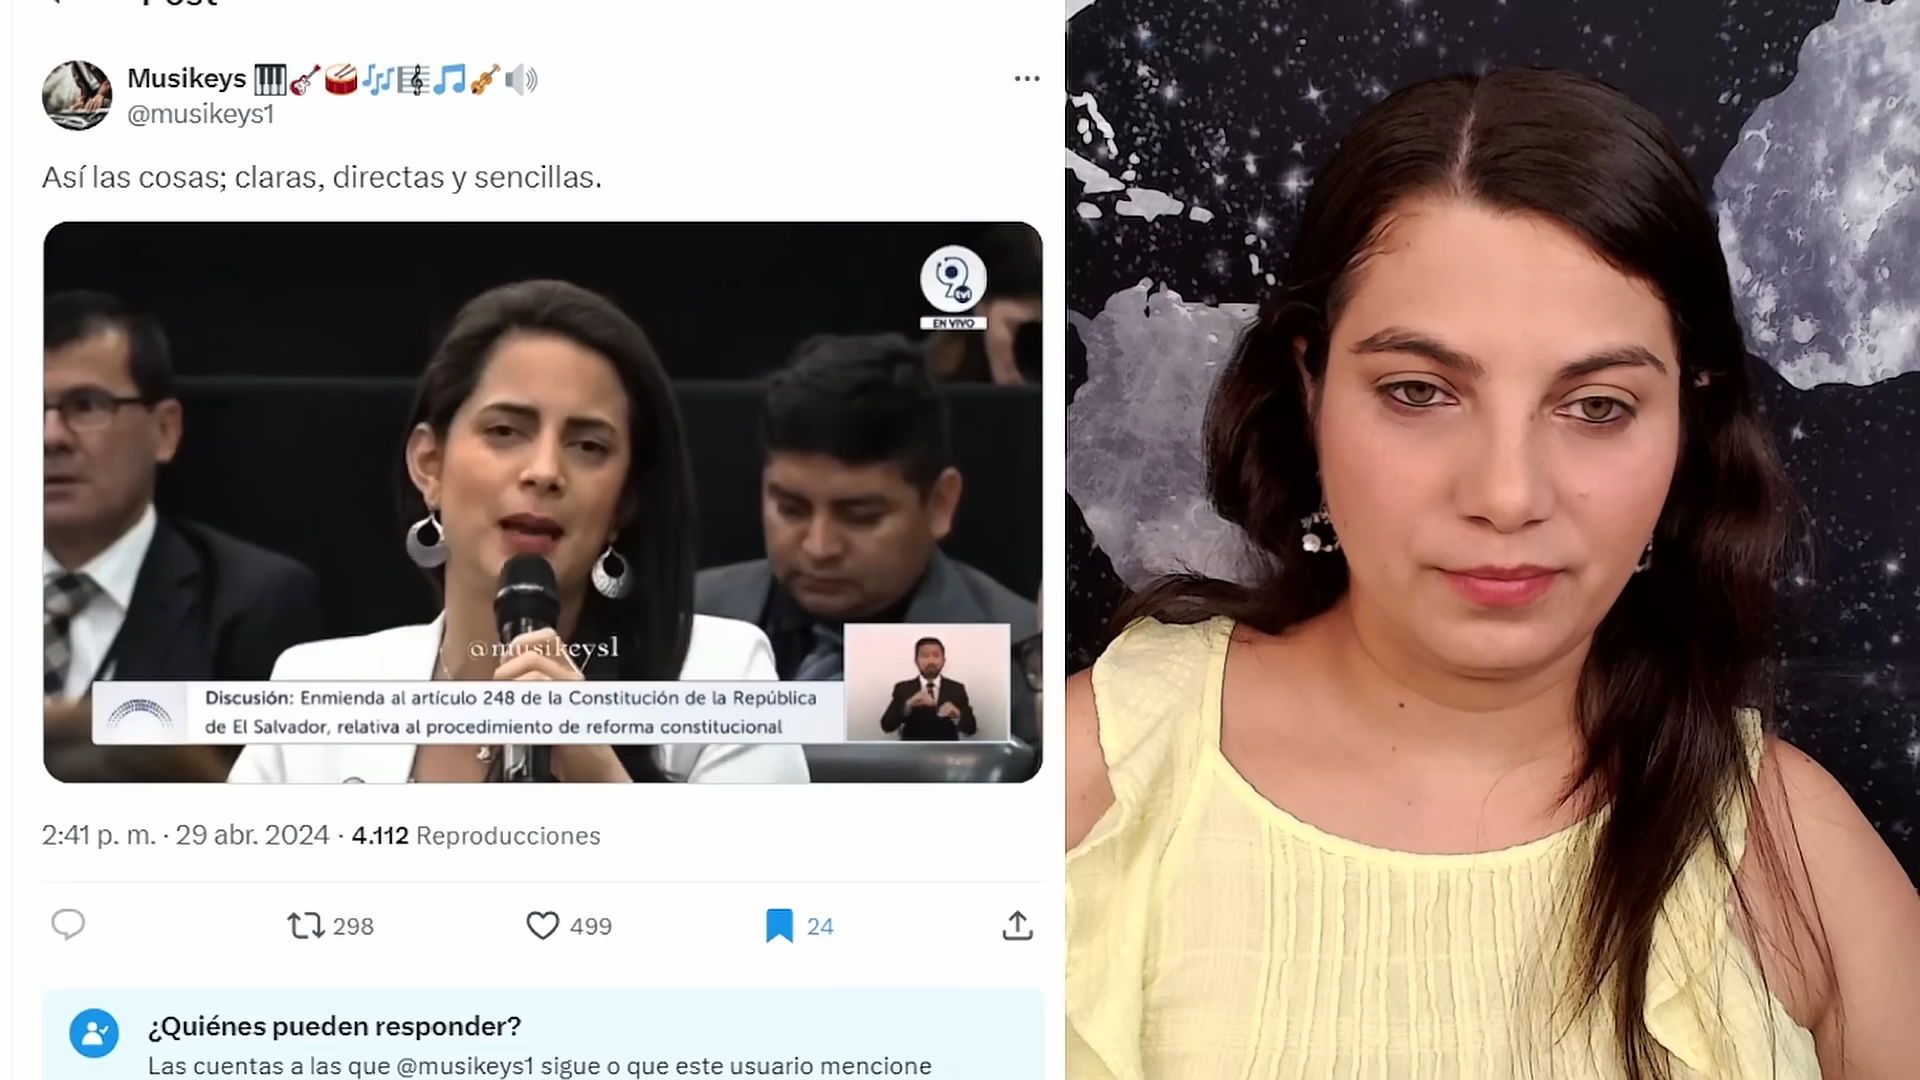 Musikeys 🎹🎸🥁🎶🎼🎵🎻🔊
@musikeys1
Así las cosas; claras, directas y sencillas.
9
tvl
EN VIVO
@musikeys1
Discusión: Enmienda al artículo 248 de la Constitución de la República
de El Salvador, relativa al procedimiento de reforma constitucional
2:41 p. m. · 29 abr. 2024 · 4.112 Reproducciones
298 499 24
¿Quiénes pueden responder?
Las cuentas a las que @musikeys1 sigue o que este usuario mencione